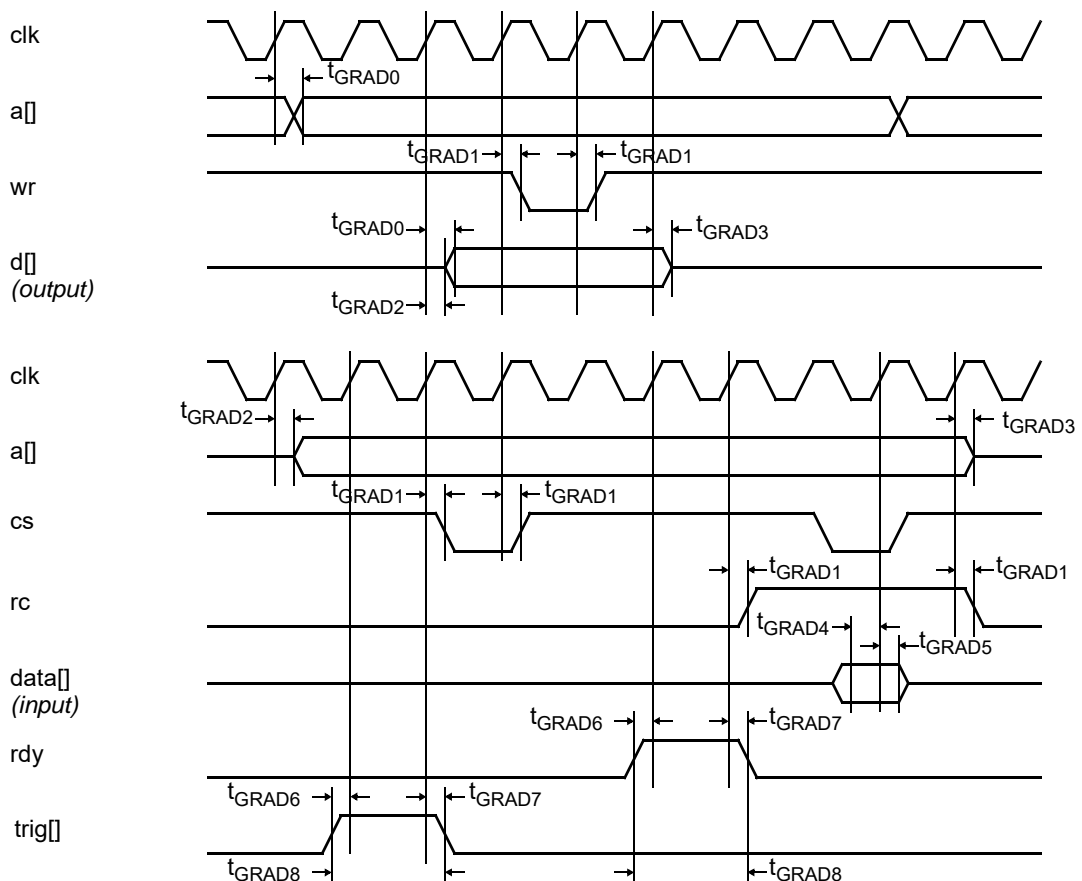 clk
tGRAD0
a[]
tGRAD1 tGRAD1
wr
tGRAD0 tGRAD3
d[]
(output)
tGRAD2
clk
tGRAD2 tGRAD3
a[]
tGRAD1 tGRAD1
cs
tGRAD1 tGRAD1
rc
tGRAD4
tGRAD5
data[]
(input)
tGRAD6 tGRAD7
rdy
tGRAD6 tGRAD7
trig[]
tGRAD8 tGRAD8